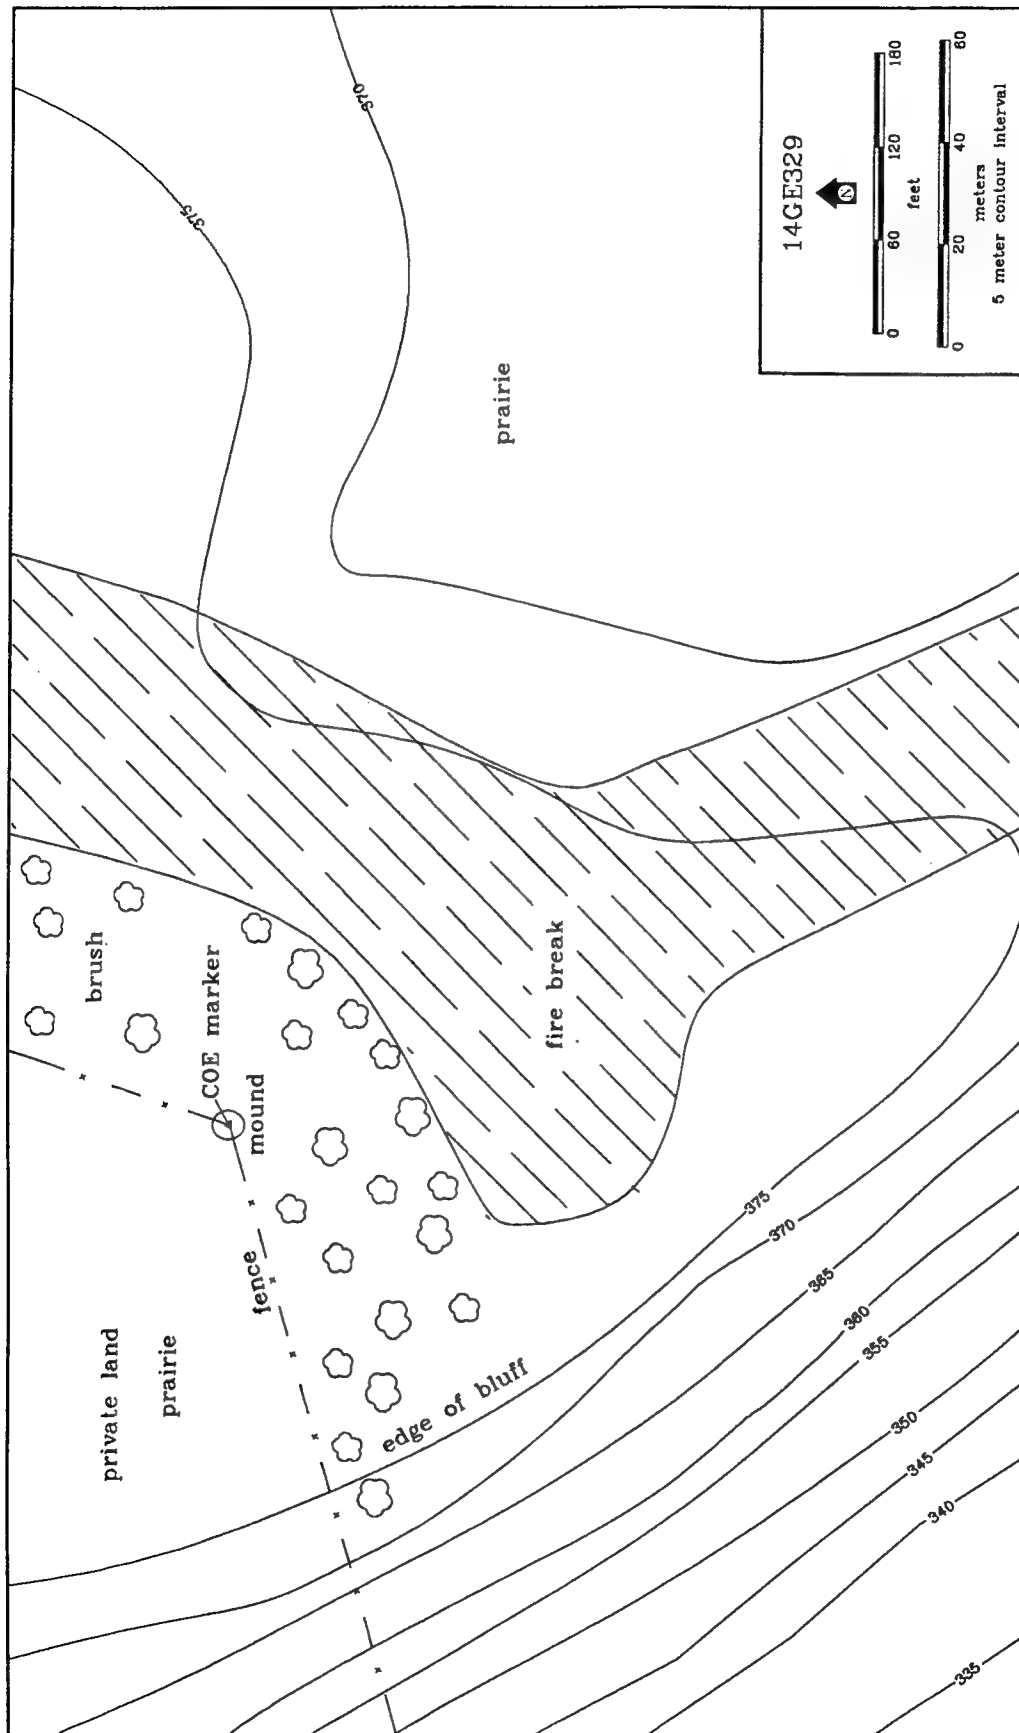 private land
prairie
fence
mound
COE marker
brush
edge of bluff
fire break
prairie
375
370
375
370
365
360
355
350
345
340
335
14GE329
N
0 60 120 180
feet
0 20 40 60
meters
5 meter contour interval